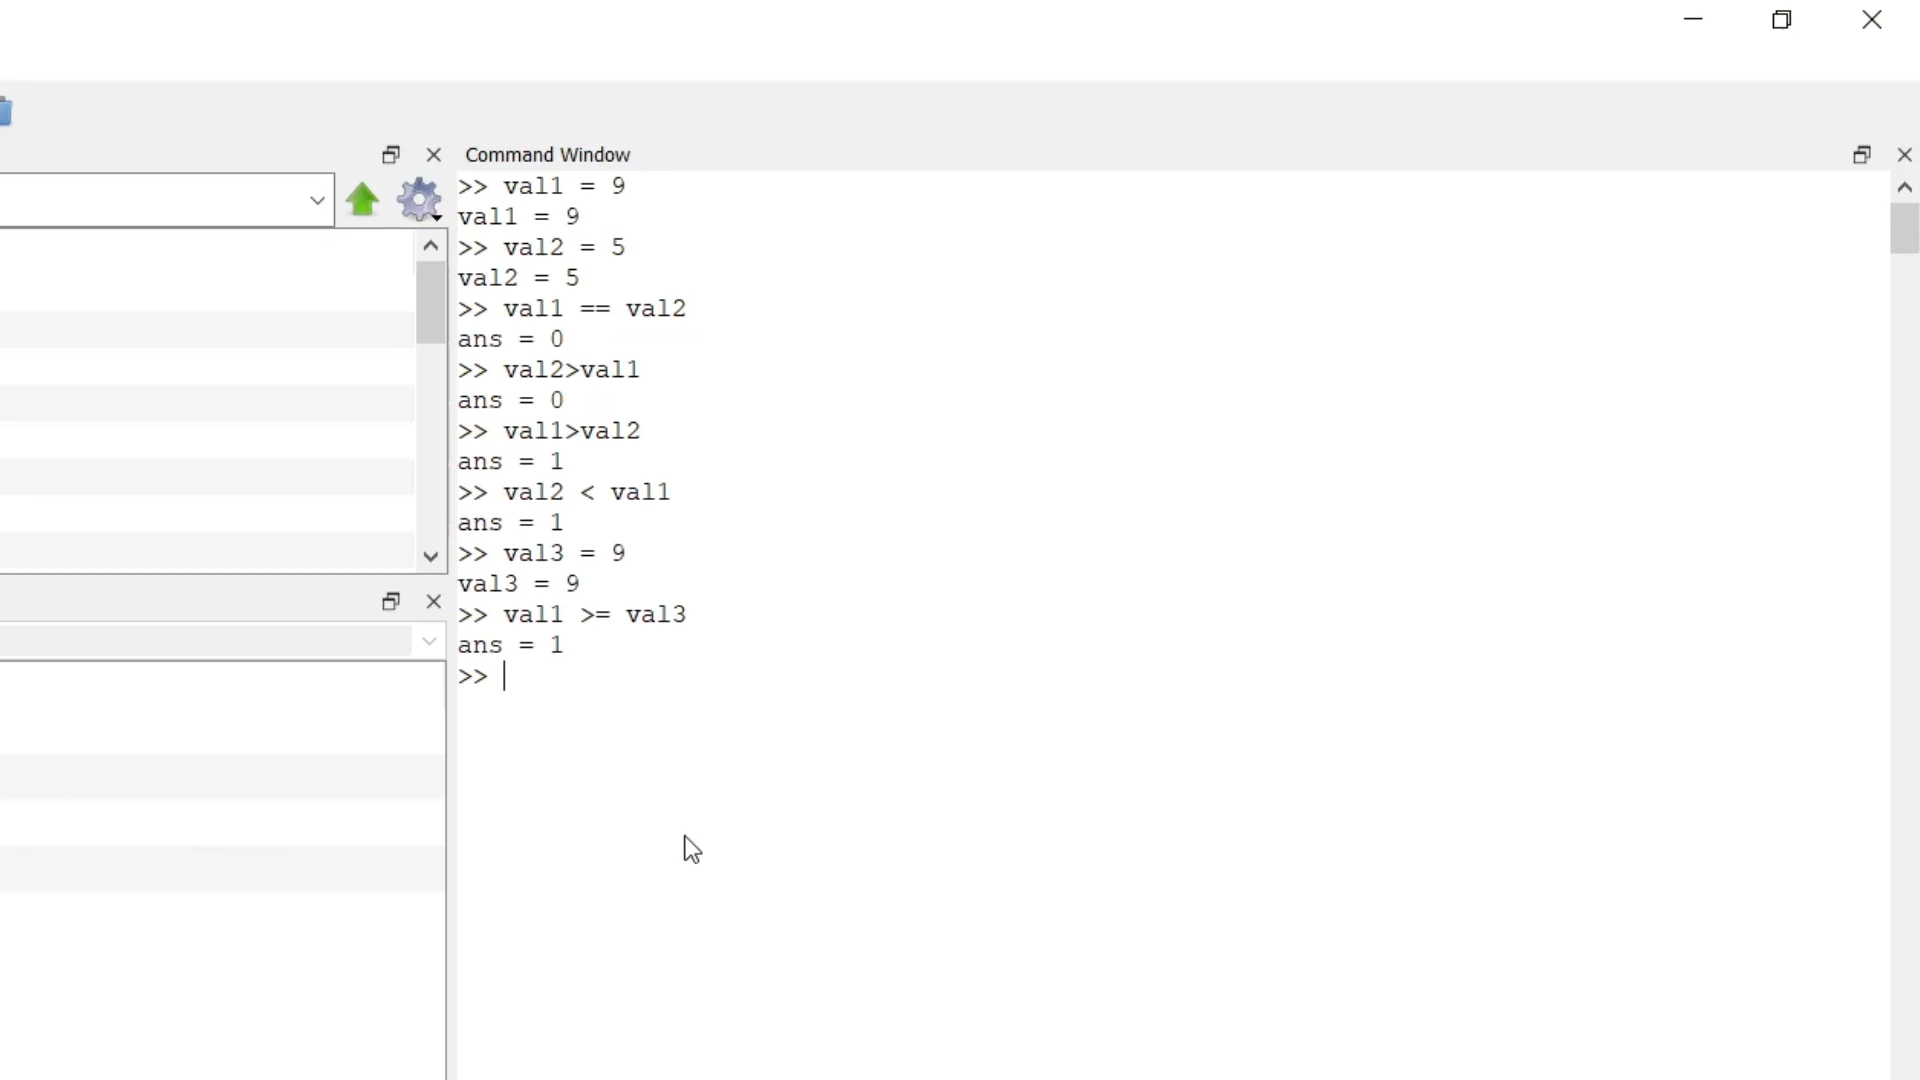 Command Window
>> val1 = 9
val1 = 9
>> val2 = 5
val2 = 5
>> val1 == val2
ans = 0
>> val2>val1
ans = 0
>> val1>val2
ans = 1
>> val2 < val1
ans = 1
>> val3 = 9
val3 = 9
>> val1 >= val3
ans = 1
>>